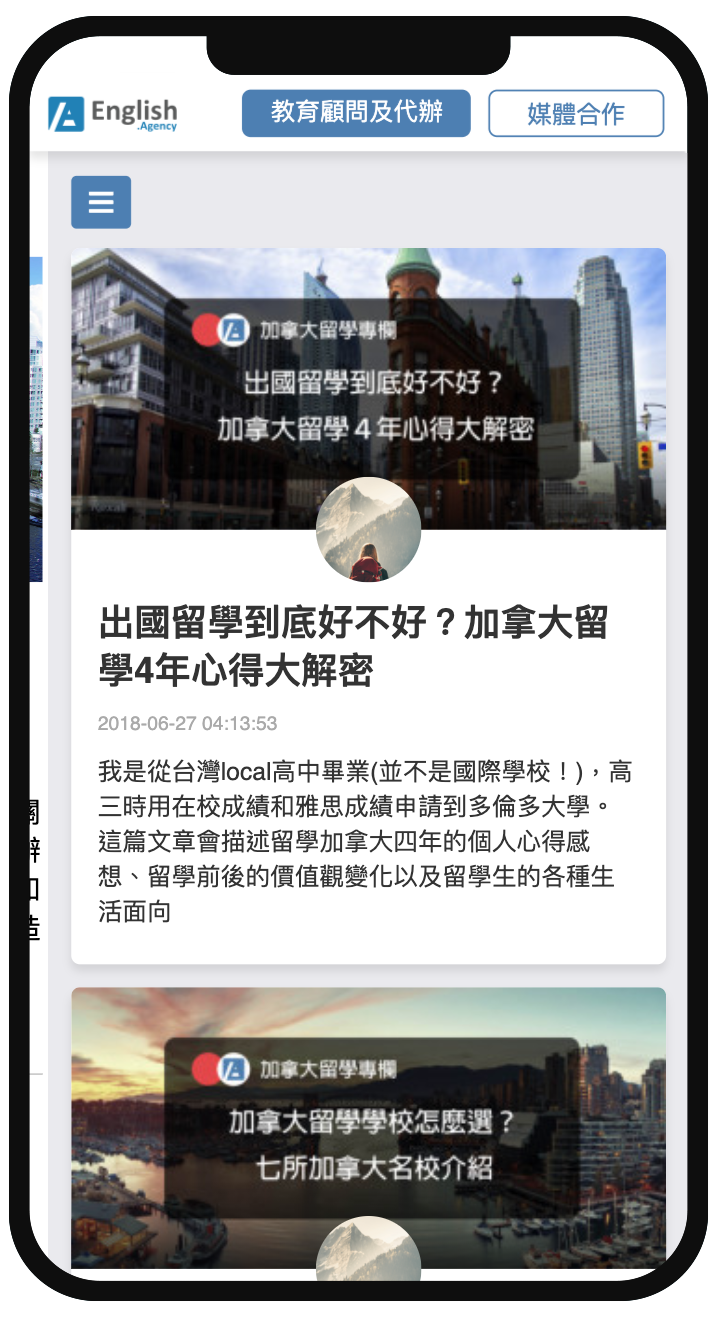 English
.Agency
教育顧問及代辦
媒體合作
加拿大留學專欄
出國留學到底好不好？
加拿大留學４年心得大解密
出國留學到底好不好？加拿大留
學4年心得大解密
2018-06-27 04:13:53
我是從台灣local高中畢業(並不是國際學校！)，高
三時用在校成績和雅思成績申請到多倫多大學。
這篇文章會描述留學加拿大四年的個人心得感
想、留學前後的價值觀變化以及留學生的各種生
活面向
加拿大留學專欄
加拿大留學學校怎麼選？
七所加拿大名校介紹